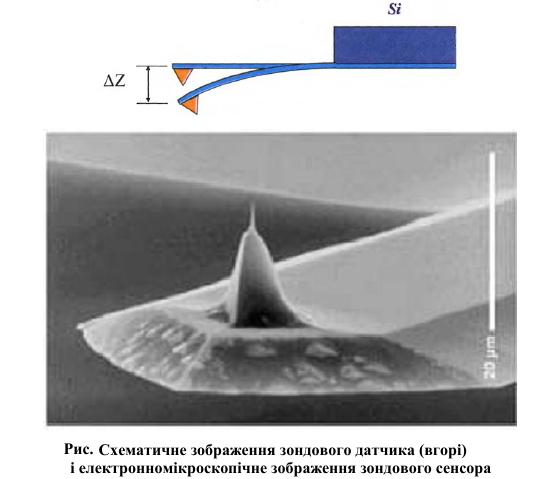 Si
ΔZ
20 μm
Рис. Схематичне зображення зондового датчика (вгорі)
і електронномікроскопічне зображення зондового сенсора